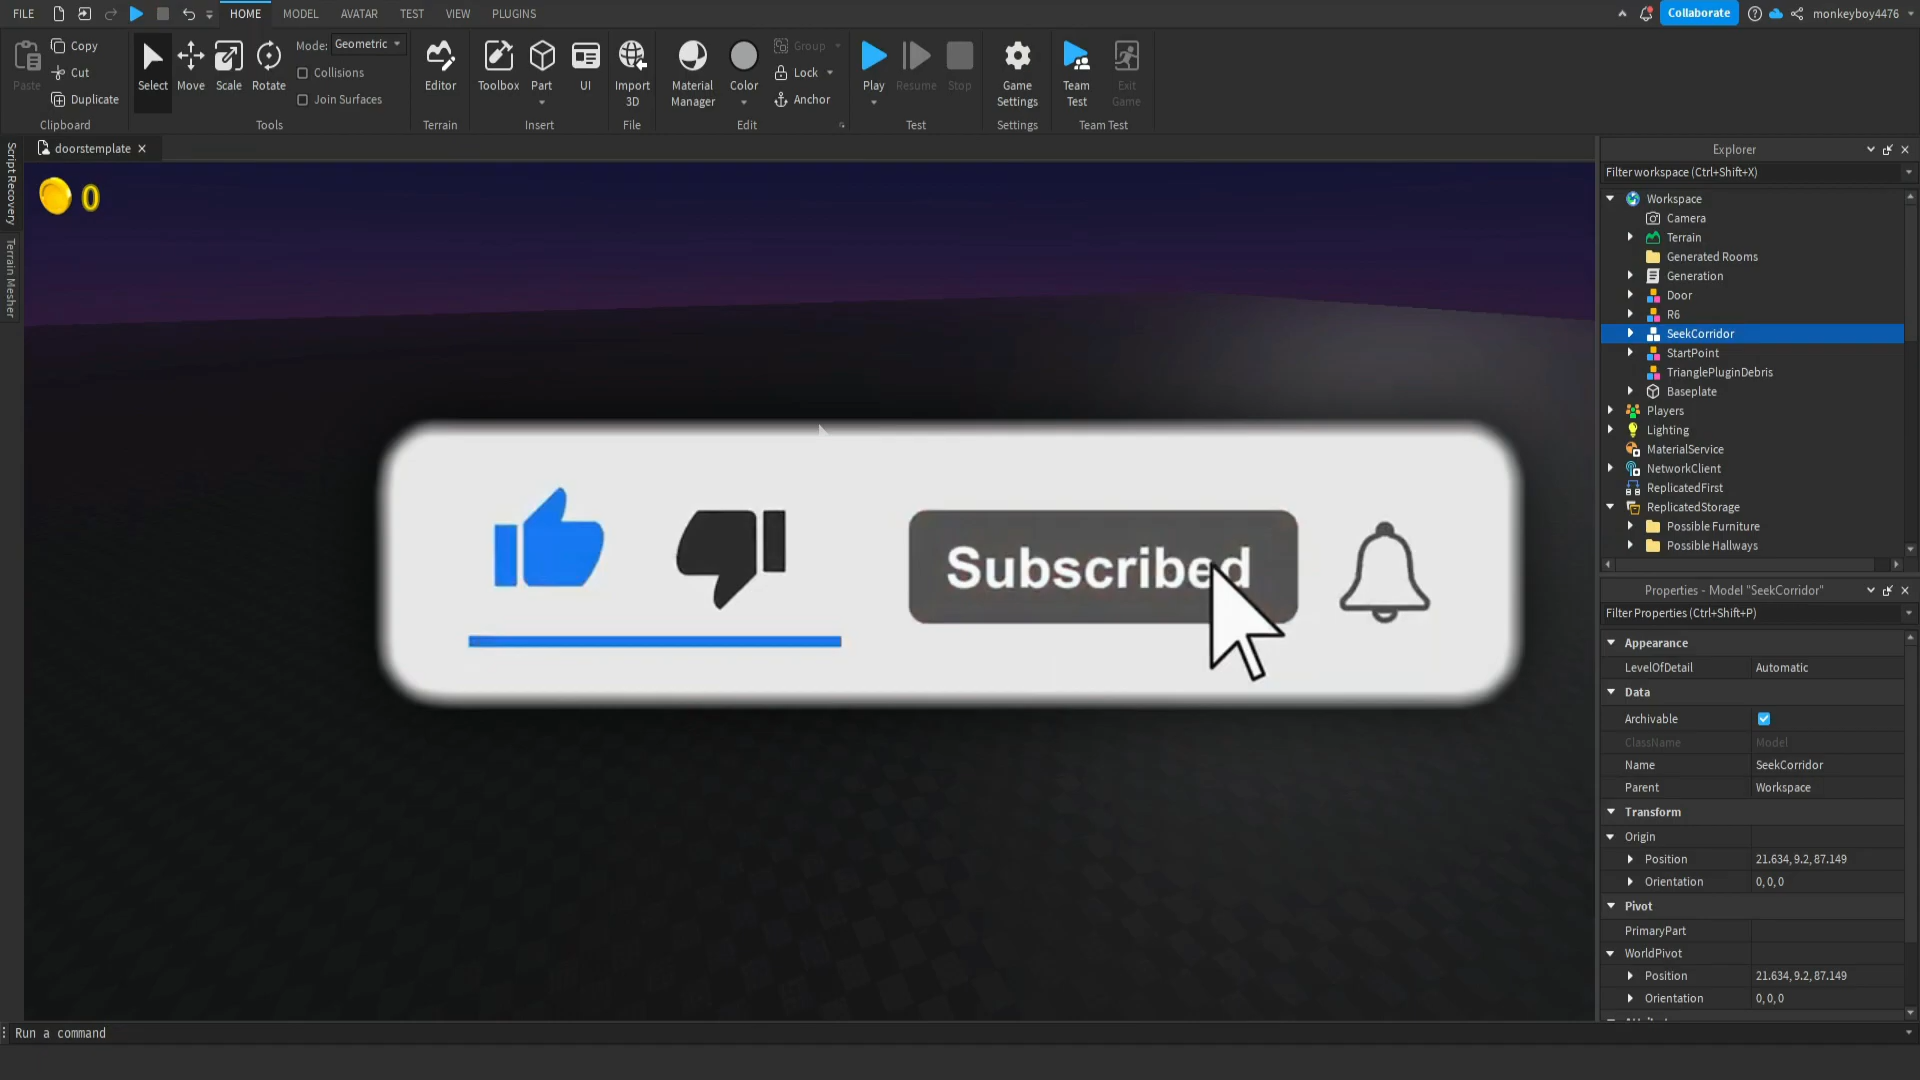 FILE HOME MODEL AVATAR TEST VIEW PLUGINS Collaborate monkeyboy4476
Paste Copy Cut Duplicate Clipboard
Select Move Scale Rotate Mode: Geometric Collisions Join Surfaces Tools
Editor Terrain
Toolbox Part UI Insert
Import 3D File
Material Manager Color Group Lock Anchor Edit
Play Resume Stop Test
Game Settings Settings
Team Test Exit Game Team Test
doorstemplate
Script Recovery
Terrain Mesher
0
Subscribed
Explorer
Filter workspace (Ctrl+Shift+X)
Workspace
Camera
Terrain
Generated Rooms
Generation
Door
R6
SeekCorridor
StartPoint
TrianglePluginDebris
Baseplate
Players
Lighting
MaterialService
NetworkClient
ReplicatedFirst
ReplicatedStorage
Possible Furniture
Possible Hallways
Properties - Model "SeekCorridor"
Filter Properties (Ctrl+Shift+P)
Appearance
LevelOfDetail Automatic
Data
Archivable
ClassName Model
Name SeekCorridor
Parent Workspace
Transform
Origin
Position 21.634, 9.2, 87.149
Orientation 0, 0, 0
Pivot
PrimaryPart
WorldPivot
Position 21.634, 9.2, 87.149
Orientation 0, 0, 0
Run a command